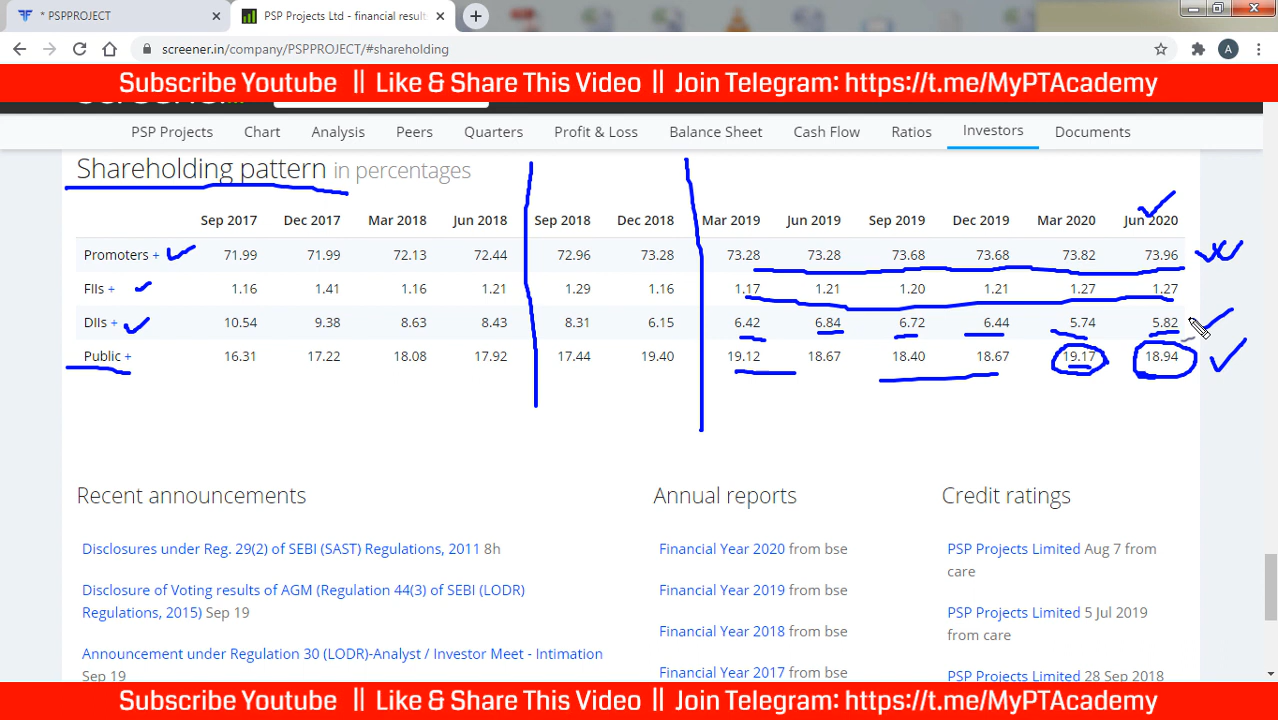 * PSPPROJECT
PSP Projects Ltd - financial result
screener.in/company/PSPPROJECT/#shareholding
A
Subscribe Youtube || Like & Share This Video || Join Telegram: https://t.me/MyPTAcademy
PSP Projects Chart Analysis Peers Quarters Profit & Loss Balance Sheet Cash Flow Ratios Investors Documents
Shareholding pattern in percentages
Sep 2017 Dec 2017 Mar 2018 Jun 2018 Sep 2018 Dec 2018 Mar 2019 Jun 2019 Sep 2019 Dec 2019 Mar 2020 Jun 2020
Promoters + 71.99 71.99 72.13 72.44 72.96 73.28 73.28 73.28 73.68 73.68 73.82 73.96
FIIs + 1.16 1.41 1.16 1.21 1.29 1.16 1.17 1.21 1.20 1.21 1.27 1.27
DIIs + 10.54 9.38 8.63 8.43 8.31 6.15 6.42 6.84 6.72 6.44 5.74 5.82
Public + 16.31 17.22 18.08 17.92 17.44 19.40 19.12 18.67 18.40 18.67 19.17 18.94
Recent announcements
Disclosures under Reg. 29(2) of SEBI (SAST) Regulations, 2011 8h
Disclosure of Voting results of AGM (Regulation 44(3) of SEBI (LODR)
Regulations, 2015) Sep 19
Announcement under Regulation 30 (LODR)-Analyst / Investor Meet - Intimation
Sep 19
Annual reports
Financial Year 2020 from bse
Financial Year 2019 from bse
Financial Year 2018 from bse
Financial Year 2017 from bse
Credit ratings
PSP Projects Limited Aug 7 from
care
PSP Projects Limited 5 Jul 2019
from care
PSP Projects Limited 28 Sep 2018
Subscribe Youtube || Like & Share This Video || Join Telegram: https://t.me/MyPTAcademy